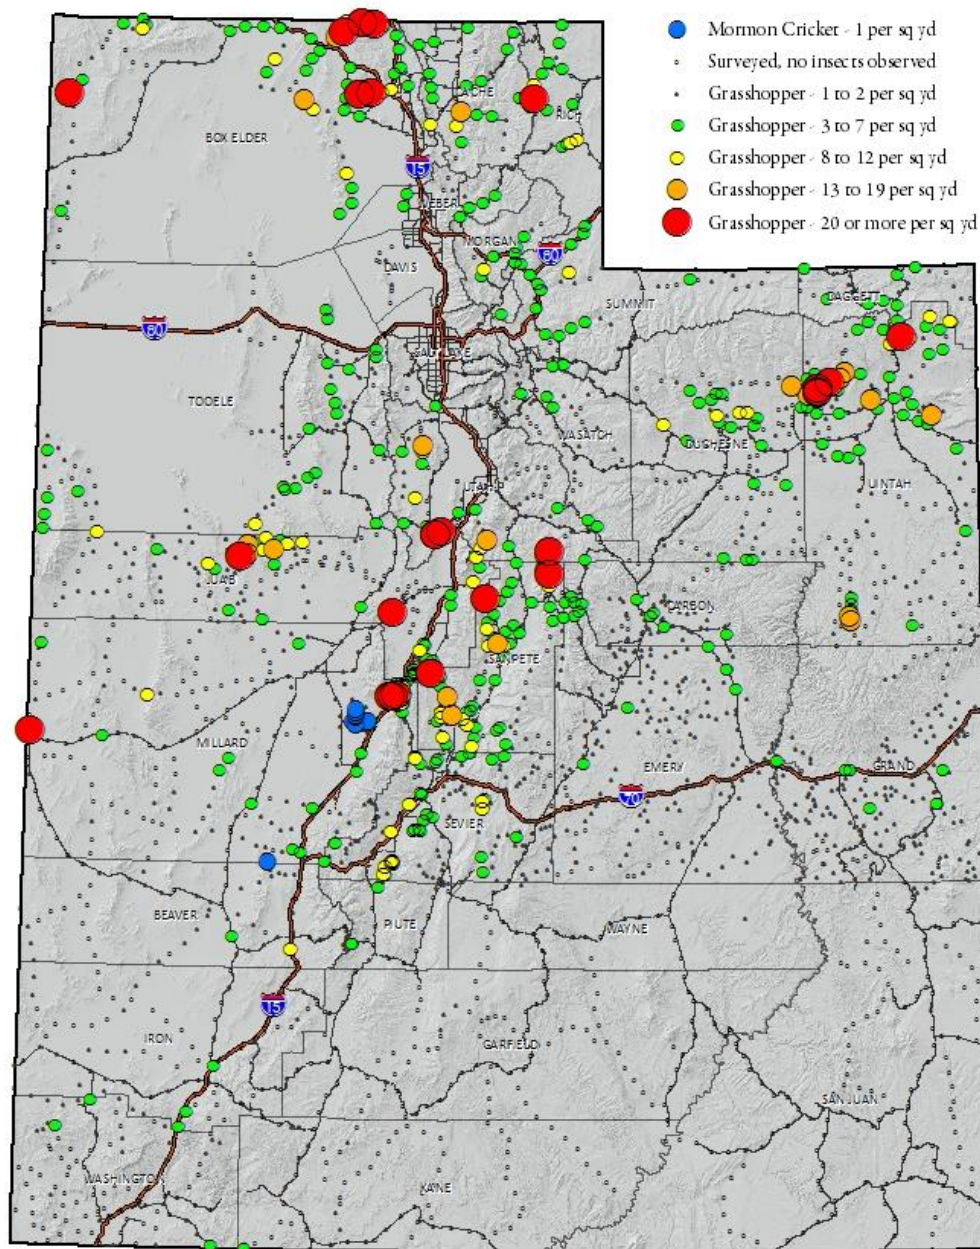 Mormon Cricket - 1 per sq yd
Surveyed, no insects observed
Grasshopper - 1 to 2 per sq yd
Grasshopper - 3 to 7 per sq yd
Grasshopper - 8 to 12 per sq yd
Grasshopper - 13 to 19 per sq yd
Grasshopper - 20 or more per sq yd
CACHE
RICH
BOX ELDER
15
WEBER
MORGAN
80
DAVIS
SUMMIT
DAGGETT
80
SALT LAKE
TOOELE
WASATCH
DUCHESNE
UINTAH
UTAH
JUAB
CARBON
SANPETE
MILLARD
EMERY
GRAND
70
SEVIER
BEAVER
PIUTE
WAYNE
15
IRON
GARFIELD
SAN JUAN
WASHINGTON
KANE